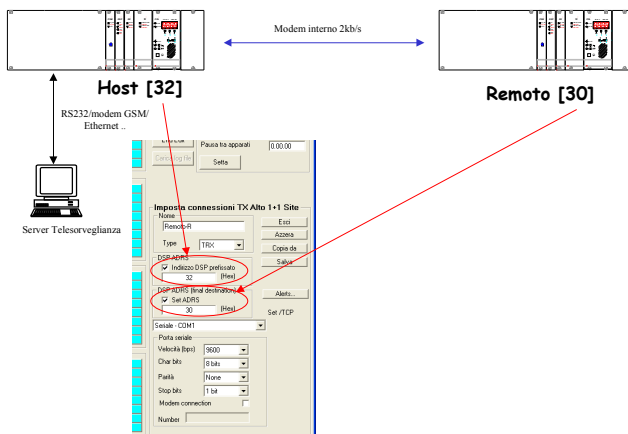 Modem interno 2kb/s
Host [32]
Remoto [30]
RS232/modem GSM/
Ethernet ..
Server Telesorveglianza
Pausa tra apparati
0.00.00
Setta
Imposta connessioni TX Alto 1+1 Site
Nome
Remoto-R
Type
TRX
Esci
Azzera
Copia da
Salva
DSP ADRS
Indirizzo DSP prefissato
32
(Hex)
DSP ADRS (final destination)
Set ADRS
30
(Hex)
Alerts...
Set /TCP
Seriale - COM1
Porta seriale
Velocità (bps)
9600
Char bits
8 bits
Parità
None
Stop bits
1 bit
Modem connection
Number